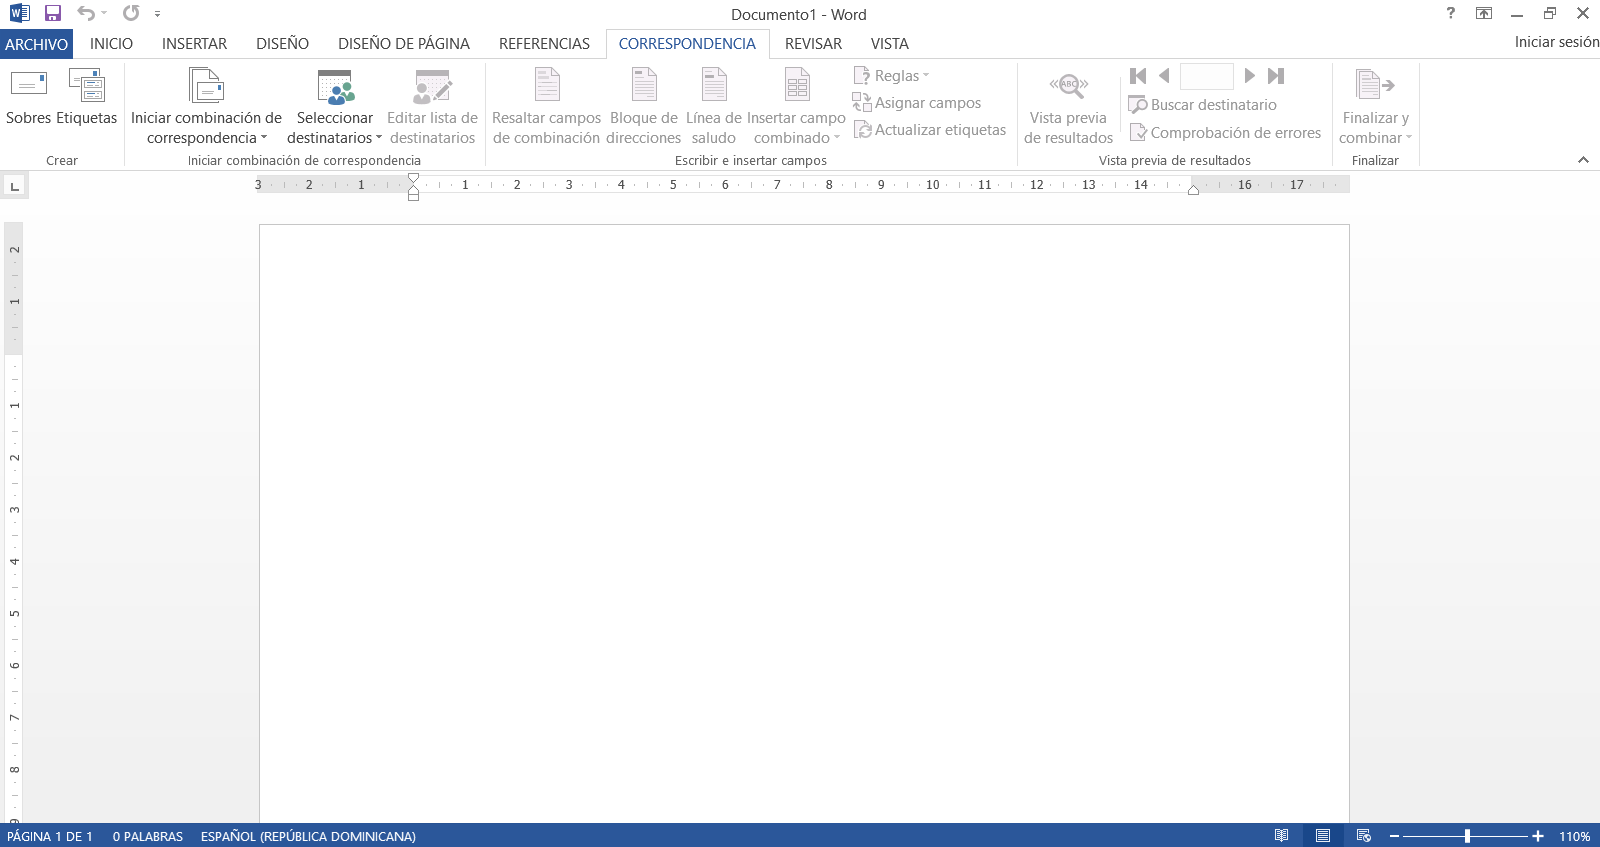 Documento1 - Word
?
ARCHIVO INICIO INSERTAR DISEÑO DISEÑO DE PÁGINA REFERENCIAS CORRESPONDENCIA REVISAR VISTA Iniciar sesión
Sobres Etiquetas
Crear
Iniciar combinación de
correspondencia
Seleccionar
destinatarios
Editar lista de
destinatarios
Iniciar combinación de correspondencia
Resaltar campos
de combinación
Bloque de
direcciones
Línea de
saludo
Insertar campo
combinado
Reglas
Asignar campos
Actualizar etiquetas
Escribir e insertar campos
ABC
Vista previa
de resultados
Buscar destinatario
Comprobación de errores
Vista previa de resultados
Finalizar y
combinar
Finalizar
3 2 1 1 2 3 4 5 6 7 8 9 10 11 12 13 14 16 17
2
1
1
2
3
4
5
6
7
8
9
PÁGINA 1 DE 1 0 PALABRAS ESPAÑOL (REPÚBLICA DOMINICANA) 110%